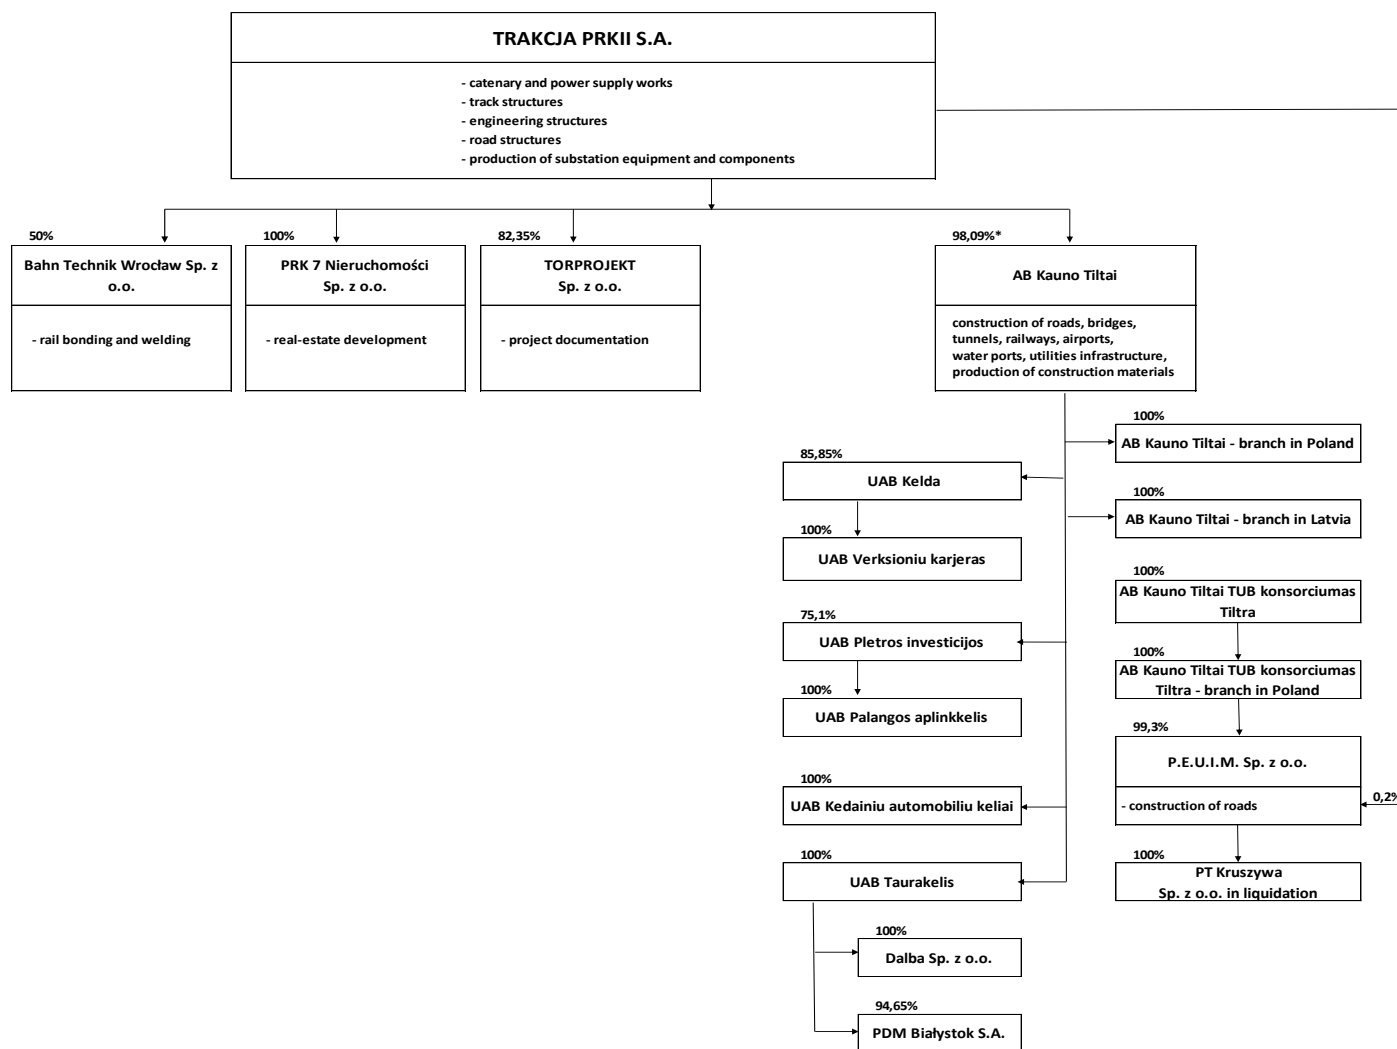 TRAKCJA PRKII S.A.
- catenary and power supply works
- track structures
- engineering structures
- road structures
- production of substation equipment and components
50%
Bahn Technik Wrocław Sp. z
o.o.
- rail bonding and welding
100%
PRK 7 Nieruchomości
Sp. z o.o.
- real-estate development
82,35%
TORPROJEKT
Sp. z o.o.
- project documentation
98,09%*
AB Kauno Tiltai
construction of roads, bridges,
tunnels, railways, airports,
water ports, utilities infrastructure,
production of construction materials
85,85%
UAB Kelda
100%
UAB Verksioniu karjeras
75,1%
UAB Pletros investicijos
100%
UAB Palangos aplinkkelis
100%
UAB Kedainiu automobiliu keliai
100%
UAB Taurakelis
100%
Dalba Sp. z o.o.
94,65%
PDM Białystok S.A.
100%
AB Kauno Tiltai - branch in Poland
100%
AB Kauno Tiltai - branch in Latvia
100%
AB Kauno Tiltai TUB konsorciumas
Tiltra
100%
AB Kauno Tiltai TUB konsorciumas
Tiltra - branch in Poland
99,3%
P.E.U.I.M. Sp. z o.o.
- construction of roads
0,2%
100%
PT Kruszywa
Sp. z o.o. in liquidation